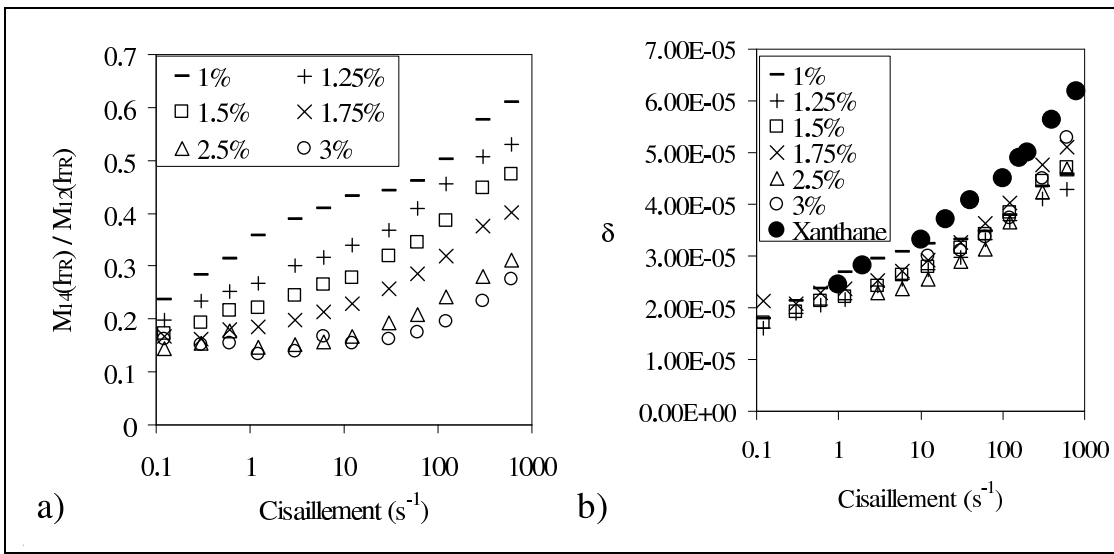 0.7
0.6
0.5
0.4
0.3
0.2
0.1
0
M14(hTR) / M12(hTR)
1% 1.25%
1.5% 1.75%
2.5% 3%
0.1 1 10 100 1000
Cisaillement (s-1)
a)
7.00E-05
6.00E-05
5.00E-05
4.00E-05
3.00E-05
2.00E-05
1.00E-05
0.00E+00
δ
1%
1.25%
1.5%
1.75%
2.5%
3%
Xanthane
0.1 1 10 100 1000
Cisaillement (s-1)
b)